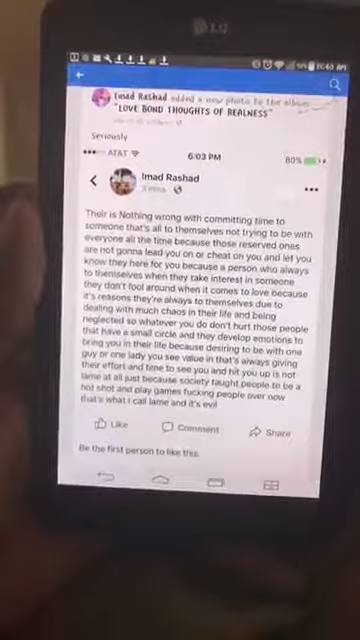 LG
11:40 AM
Imad Rashad added a new photo to the album
"LOVE BOND THOUGHTS OF REALNESS"
Seriously
AT&T 6:03 PM 80%
Imad Rashad
3 mins
Their is Nothing wrong with committing time to
someone that's all to themselves not trying to be with
everyone all the time because those reserved ones
are not gonna lead you on or cheat on you and let you
know they here for you because a person who always
to themselves when they take interest in someone
they don't fool around when it comes to love because
it's reasons they're always to themselves due to
dealing with much chaos in their life and being
neglected so whatever you do don't hurt those people
that have a small circle and they develop emotions to
bring you in their life because desiring to be with one
guy or one lady you see value in that's always giving
their effort and time to see you and hit you up is not
lame at all just because society taught people to be a
hot shot and play games fucking people over now
that's what I call lame and it's evil
Like Comment Share
Be the first person to like this.